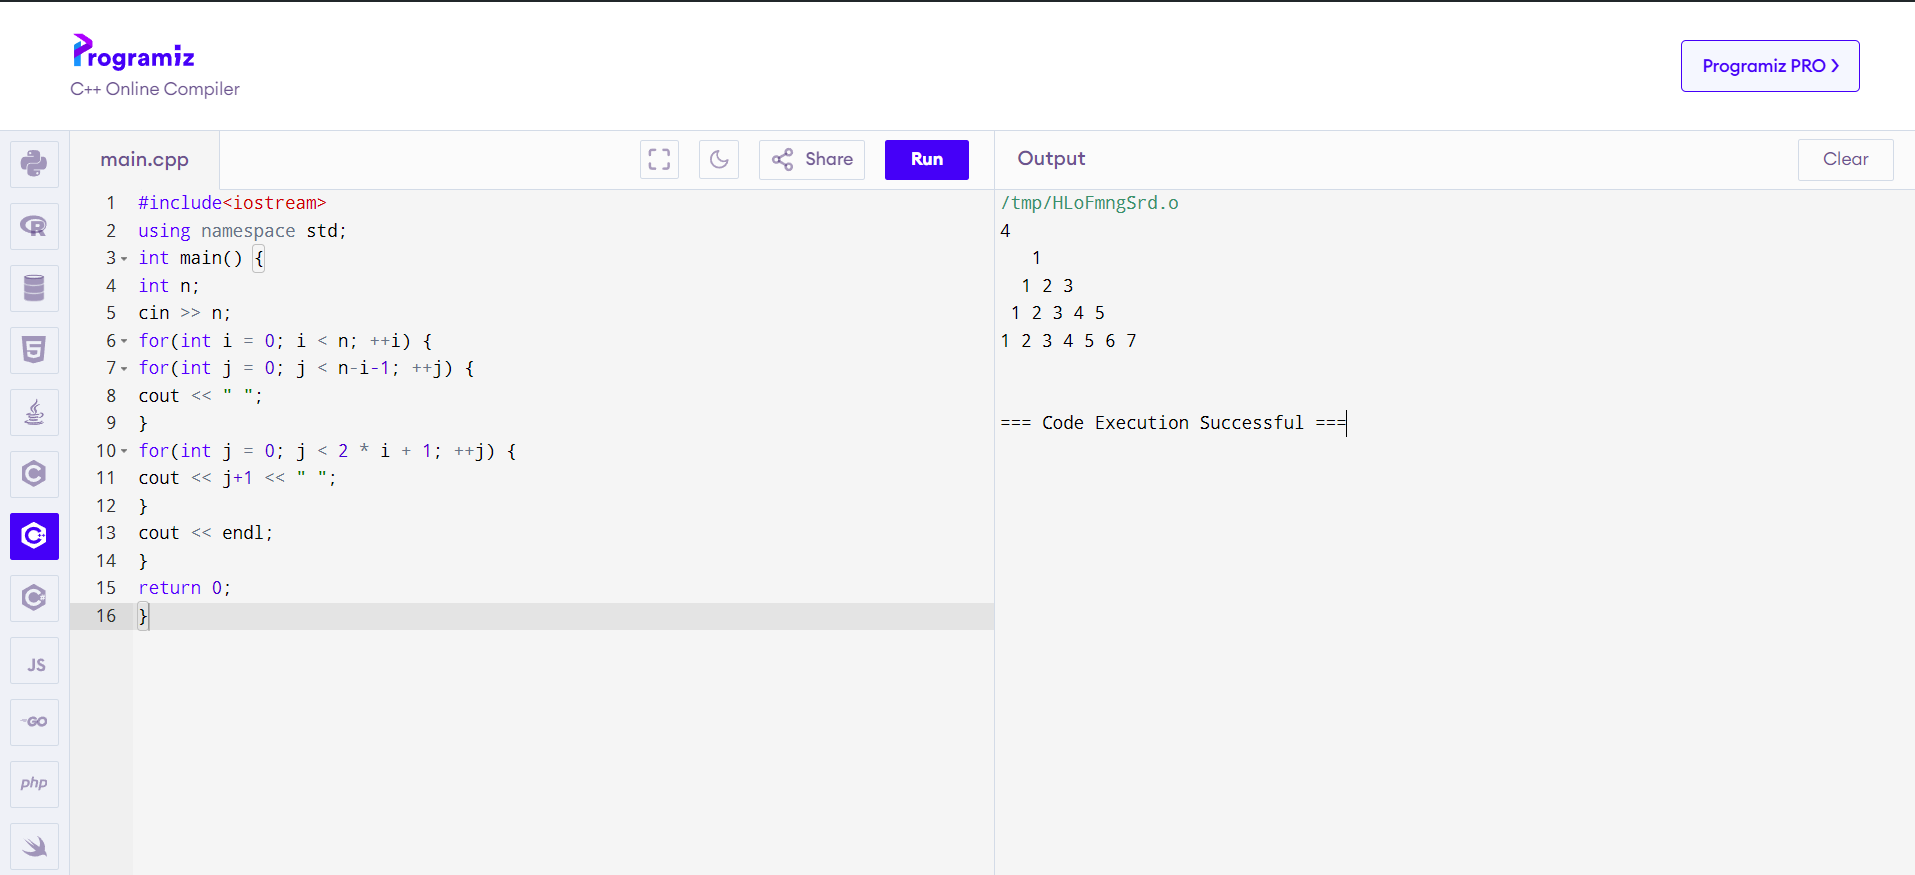 Programiz
C++ Online Compiler
Programiz PRO >
main.cpp
Share
Run
Output
Clear
1 #include<iostream>
2 using namespace std;
3 int main() {
4 int n;
5 cin >> n;
6 for(int i = 0; i < n; ++i) {
7 for(int j = 0; j < n-i-1; ++j) {
8 cout << " ";
9 }
10 for(int j = 0; j < 2 * i + 1; ++j) {
11 cout << j+1 << " ";
12 }
13 cout << endl;
14 }
15 return 0;
16 }
/tmp/HLoFmngSrd.o
4
   1
  1 2 3
 1 2 3 4 5
1 2 3 4 5 6 7
=== Code Execution Successful ===
R
5
C
C++
C#
JS
GO
php